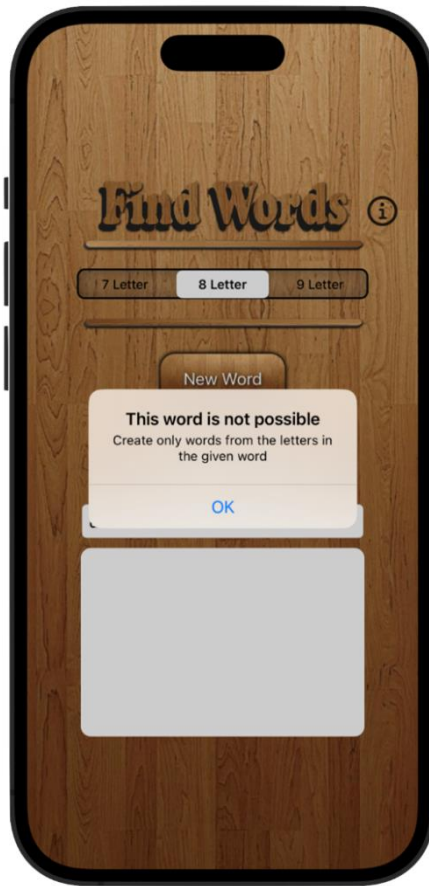 Find Words
7 Letter 8 Letter 9 Letter
New Word
This word is not possible
Create only words from the letters in
the given word
OK